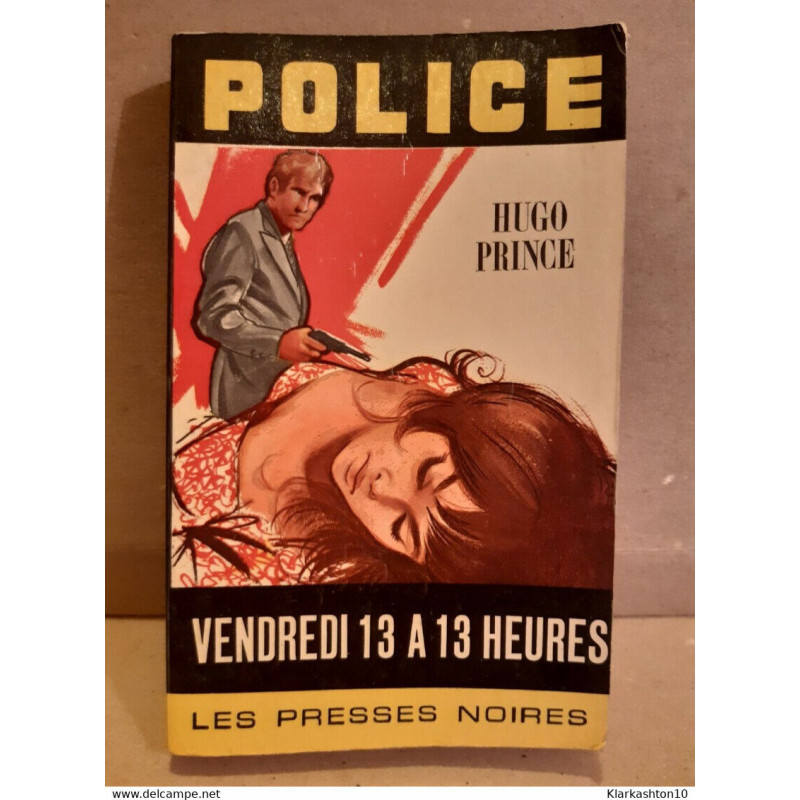 POLICE
HUGO
PRINCE
VENDREDI 13 A 13 HEURES
LES PRESSES NOIRES
www.delcampe.net
Klarkashton10